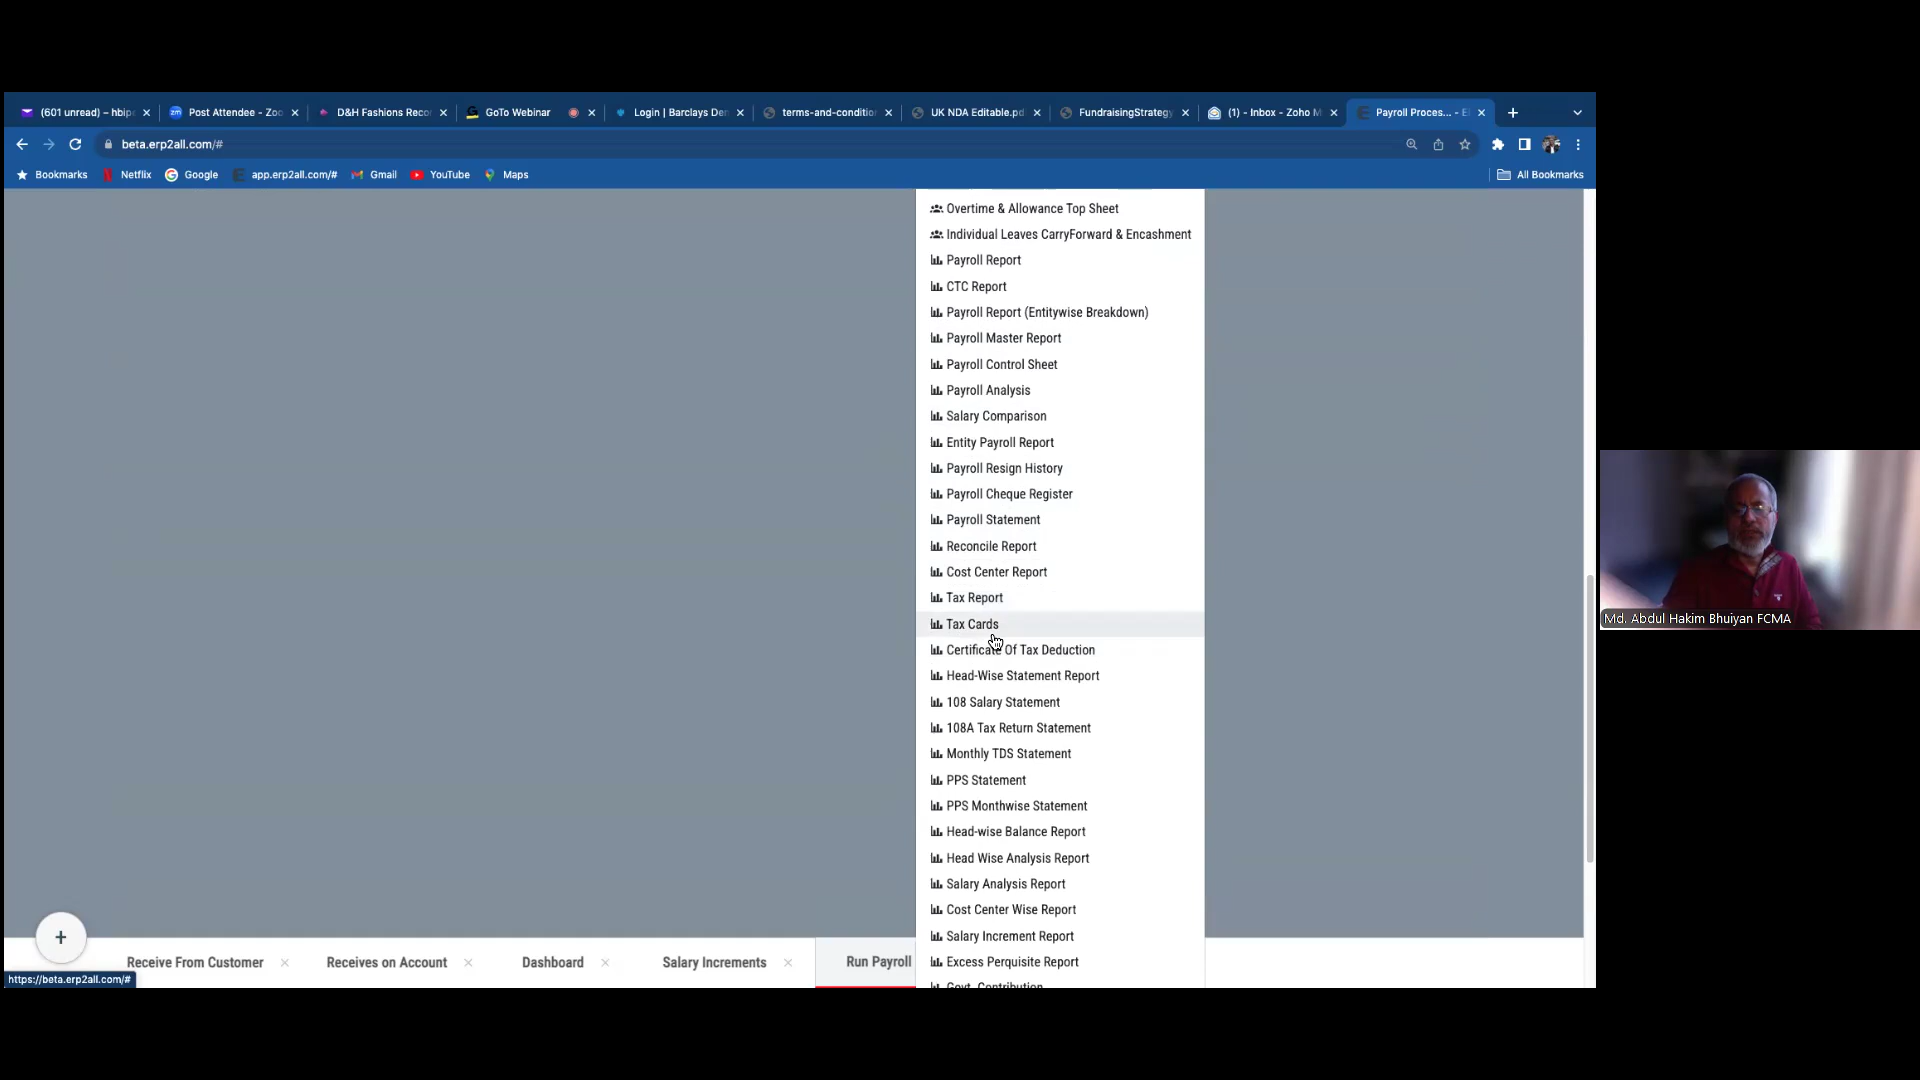 (601 unread) – hbipe
Post Attendee - Zoo
D&H Fashions Recor
GoTo Webinar
Login | Barclays Der
terms-and-conditio
UK NDA Editable.pd
FundraisingStrategy
(1) - Inbox - Zoho M
Payroll Proces... - E
beta.erp2all.com/#
Bookmarks
Netflix
Google
app.erp2all.com/#
Gmail
YouTube
Maps
All Bookmarks
Overtime & Allowance Top Sheet
Individual Leaves CarryForward & Encashment
Payroll Report
CTC Report
Payroll Report (Entitywise Breakdown)
Payroll Master Report
Payroll Control Sheet
Payroll Analysis
Salary Comparison
Entity Payroll Report
Payroll Resign History
Payroll Cheque Register
Payroll Statement
Reconcile Report
Cost Center Report
Tax Report
Tax Cards
Certificate Of Tax Deduction
Head-Wise Statement Report
108 Salary Statement
108A Tax Return Statement
Monthly TDS Statement
PPS Statement
PPS Monthwise Statement
Head-wise Balance Report
Head Wise Analysis Report
Salary Analysis Report
Cost Center Wise Report
Salary Increment Report
Excess Perquisite Report
Govt. Contribution
Receive From Customer
Receives on Account
Dashboard
Salary Increments
Run Payroll
https://beta.erp2all.com/#
Md. Abdul Hakim Bhuiyan FCMA